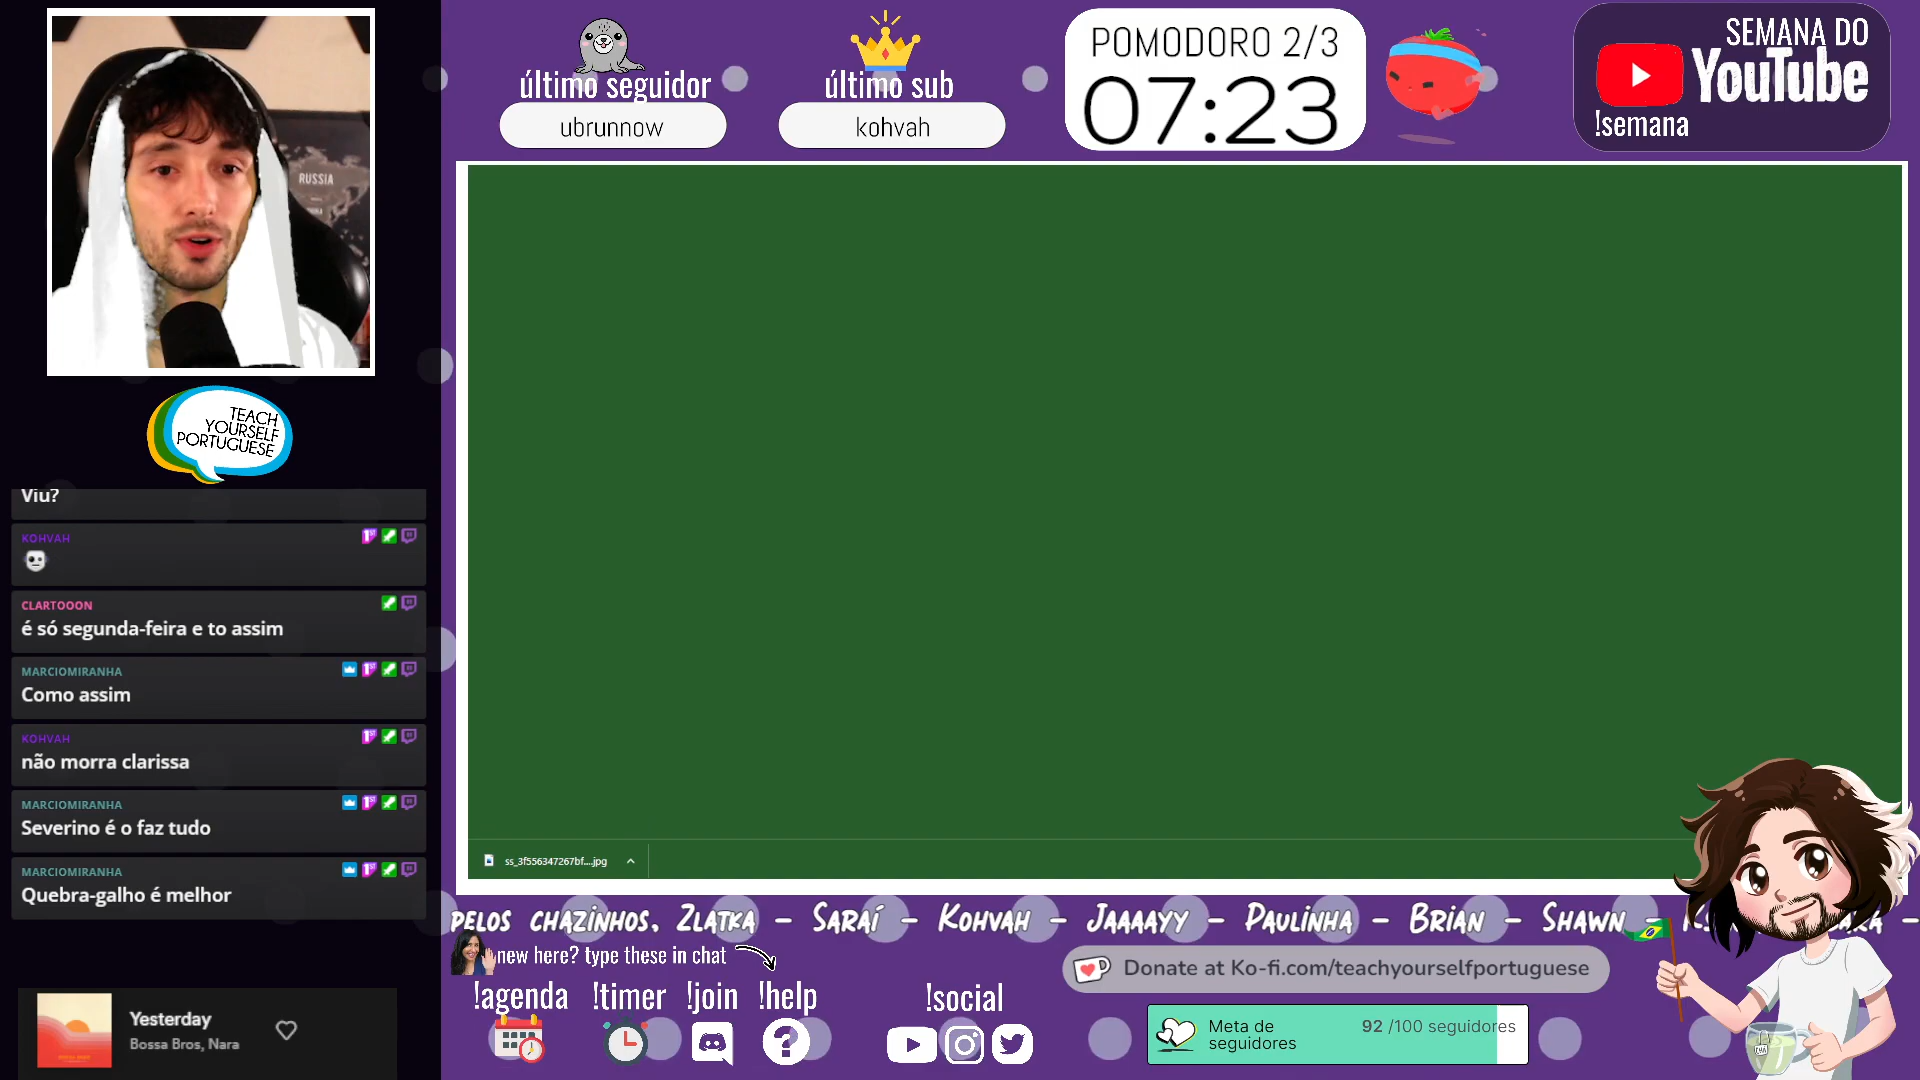 último seguidor
ubrunnow
último sub
kohvah
POMODORO 2/3
07:23
SEMANA DO
YouTube
!semana
RUSSIA
TEACH
YOURSELF
PORTUGUESE
Viu?
KOHVAH
CLARTOOON
é só segunda-feira e to assim
MARCIOMIRANHA
Como assim
KOHVAH
não morra clarissa
MARCIOMIRANHA
Severino é o faz tudo
MARCIOMIRANHA
Quebra-galho é melhor
Yesterday
Bossa Bros, Nara
ss_3f556347267bf....jpg
PELOS CHAZINHOS, ZLATKA – SARAÍ – KOHVAH – JAAAAYY – PAULINHA – BRIAN – SHAWN –
new here? type these in chat
!agenda !timer !join !help
!social
Donate at Ko-fi.com/teachyourselfportuguese
Meta de
seguidores
92 /100 seguidores